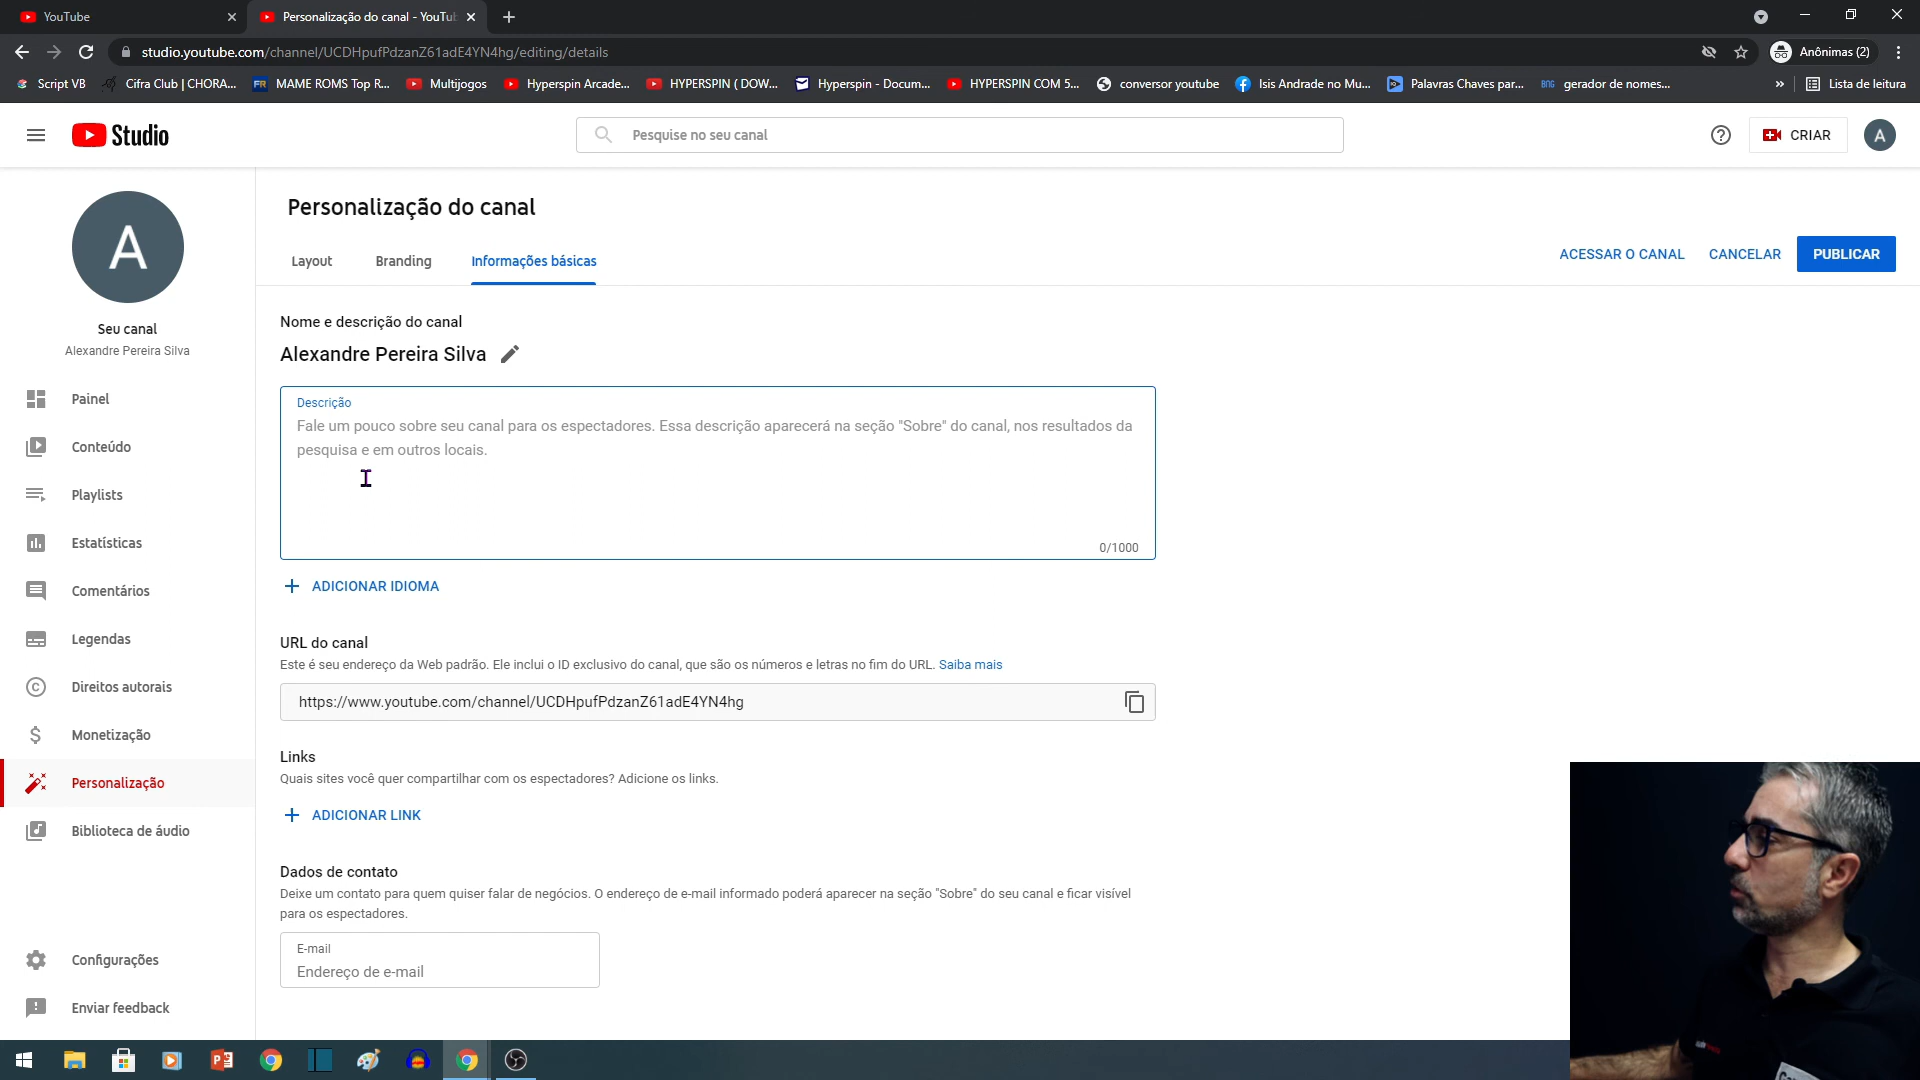 YouTube
Personalização do canal - YouTu
studio.youtube.com/channel/UCDHpufPdzanZ61adE4YN4hg/editing/details
Anônimas (2)
Script VB
Cifra Club | CHORA...
MAME ROMS Top R...
Multijogos
Hyperspin Arcade...
HYPERSPIN ( DOW...
Hyperspin - Docum...
HYPERSPIN COM 5...
conversor youtube
Isis Andrade no Mu...
Palavras Chaves par...
gerador de nomes...
»
Lista de leitura
Studio
Pesquise no seu canal
CRIAR
A
A
Seu canal
Alexandre Pereira Silva
Painel
Conteúdo
Playlists
Estatísticas
Comentários
Legendas
Direitos autorais
Monetização
Personalização
Biblioteca de áudio
Configurações
Enviar feedback
Personalização do canal
Layout
Branding
Informações básicas
ACESSAR O CANAL
CANCELAR
PUBLICAR
Nome e descrição do canal
Alexandre Pereira Silva
Descrição
Fale um pouco sobre seu canal para os espectadores. Essa descrição aparecerá na seção "Sobre" do canal, nos resultados da
pesquisa e em outros locais.
0/1000
ADICIONAR IDIOMA
URL do canal
Este é seu endereço da Web padrão. Ele inclui o ID exclusivo do canal, que são os números e letras no fim do URL. Saiba mais
https://www.youtube.com/channel/UCDHpufPdzanZ61adE4YN4hg
Links
Quais sites você quer compartilhar com os espectadores? Adicione os links.
ADICIONAR LINK
Dados de contato
Deixe um contato para quem quiser falar de negócios. O endereço de e-mail informado poderá aparecer na seção "Sobre" do seu canal e ficar visível
para os espectadores.
E-mail
Endereço de e-mail